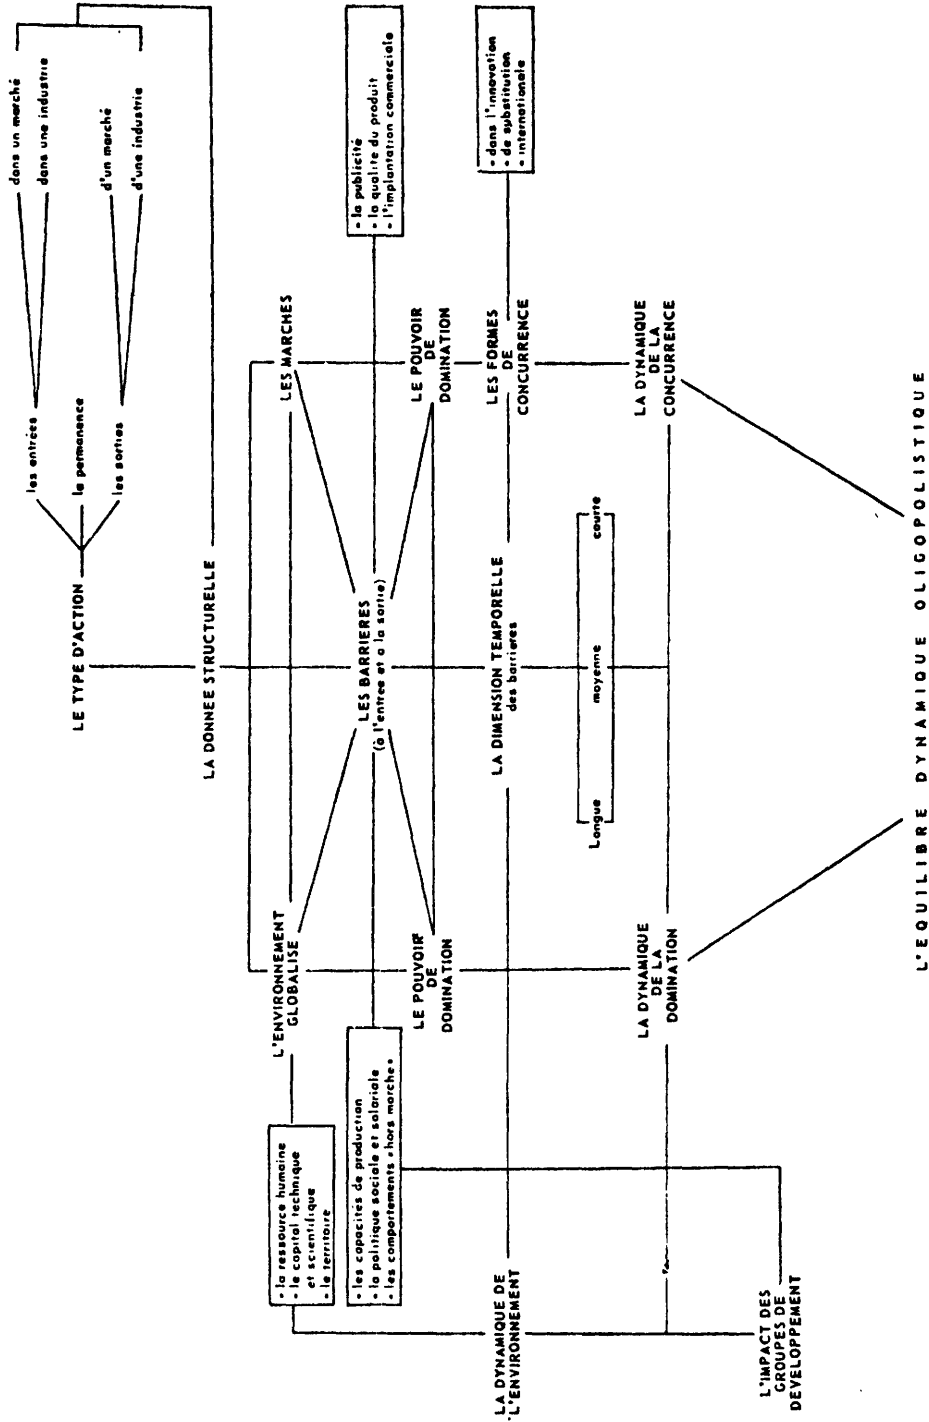 LE TYPE D'ACTION
les entrées
la permanence
les sorties
dans un marché
dans une industrie
d'un marché
d'une industrie
LA DONNEE STRUCTURELLE
L'ENVIRONNEMENT
GLOBALISE
LES MARCHES
• la ressource humaine
• le capital technique
et scientifique
• le territoire
• les capacités de production
• la politique sociale et salariale
• les comportements «hors marche»
LES BARRIERES
(à l'entree et a la sortie)
• la publicité
• la qualite du produit
• l'implantation commerciale
LE POUVOIR
DE
DOMINATION
LE POUVOIR
DE
DOMINATION
LA DYNAMIQUE DE
L'ENVIRONNEMENT
LA DIMENSION TEMPORELLE
des barrieres
LES FORMES
DE
CONCURRENCE
• dans l'innovation
• de substitution
• internationale
Longue moyenne courte
LA DYNAMIQUE
DE LA
DOMINATION
LA DYNAMIQUE
DE LA
CONCURRENCE
L'IMPACT DES
GROUPES DE
DEVELOPPEMENT
L'EQUILIBRE DYNAMIQUE OLIGOPOLISTIQUE